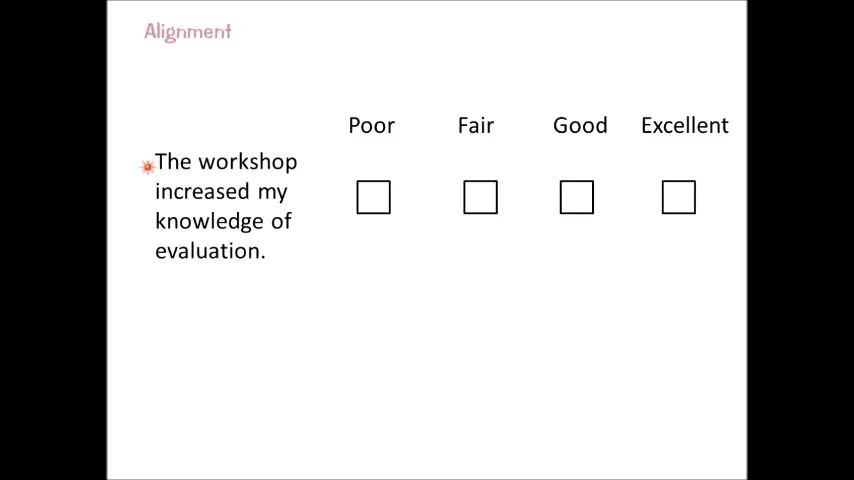 Alignment
Poor Fair Good Excellent
The workshop
increased my
knowledge of
evaluation.